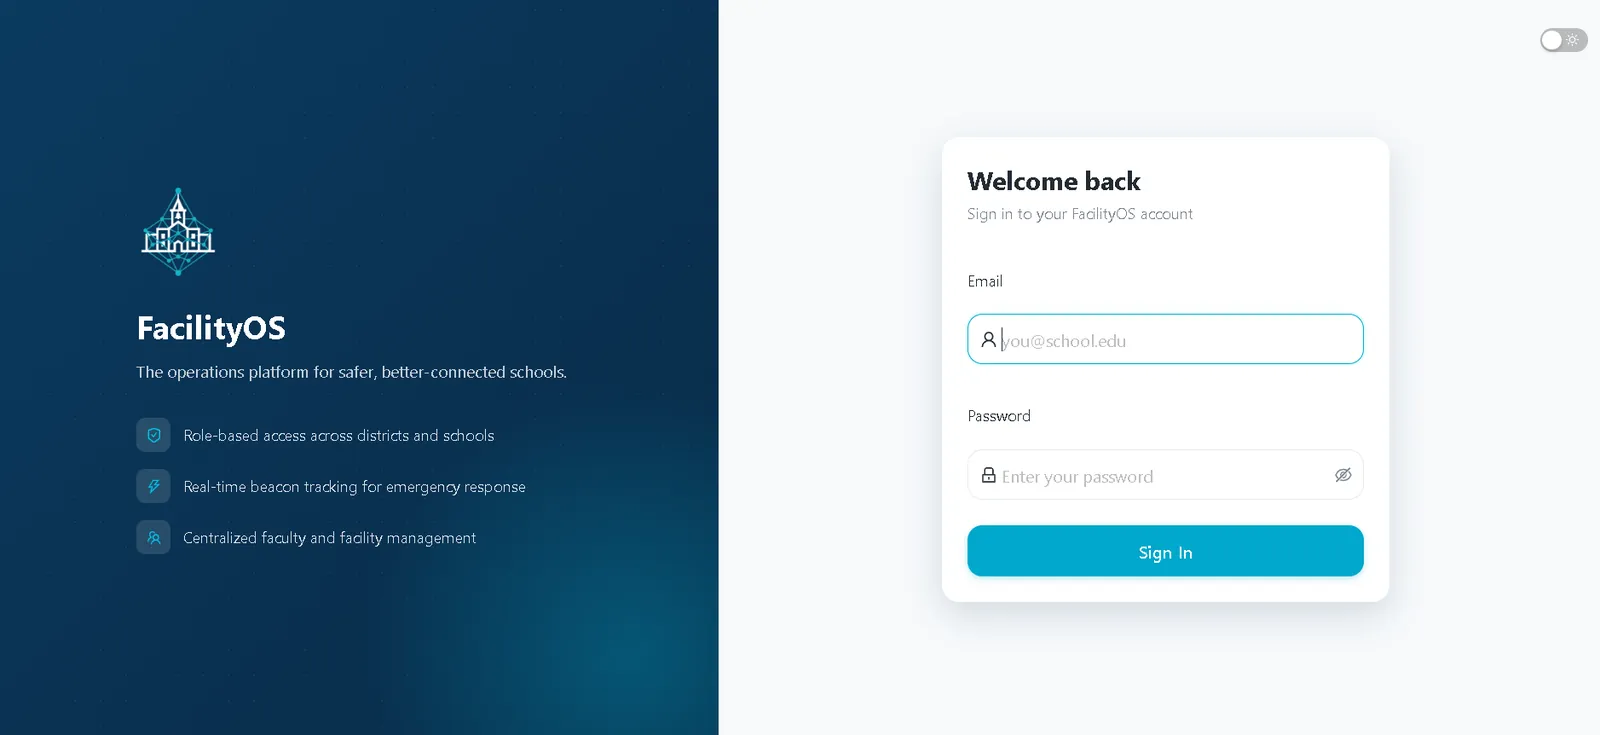 FacilityOS
The operations platform for safer, better-connected schools.
Role-based access across districts and schools
Real-time beacon tracking for emergency response
Centralized faculty and facility management
Welcome back
Sign in to your FacilityOS account
Email
you@school.edu
Password
Enter your password
Sign In